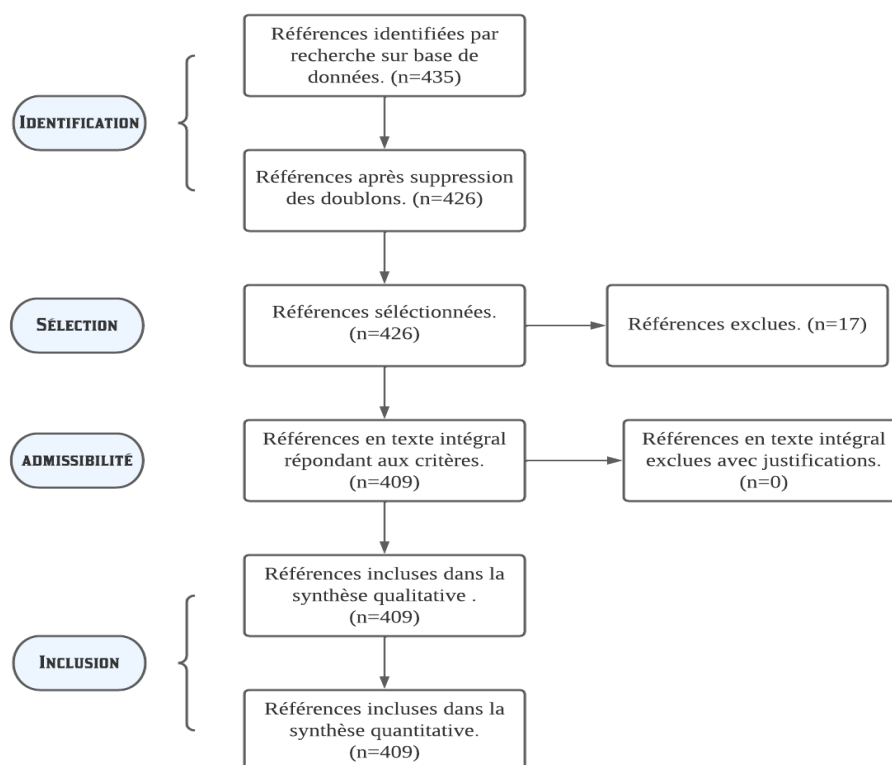 Références identifiées par
recherche sur base de
données. (n=435)
IDENTIFICATION
Références après suppression
des doublons. (n=426)
SÉLECTION
Références séléctionnées.
(n=426)
Références exclues. (n=17)
ADMISSIBILITÉ
Références en texte intégral
répondant aux critères.
(n=409)
Références en texte intégral
exclues avec justifications.
(n=0)
Références incluses dans la
synthèse qualitative .
(n=409)
INCLUSION
Références incluses dans la
synthèse quantitative.
(n=409)